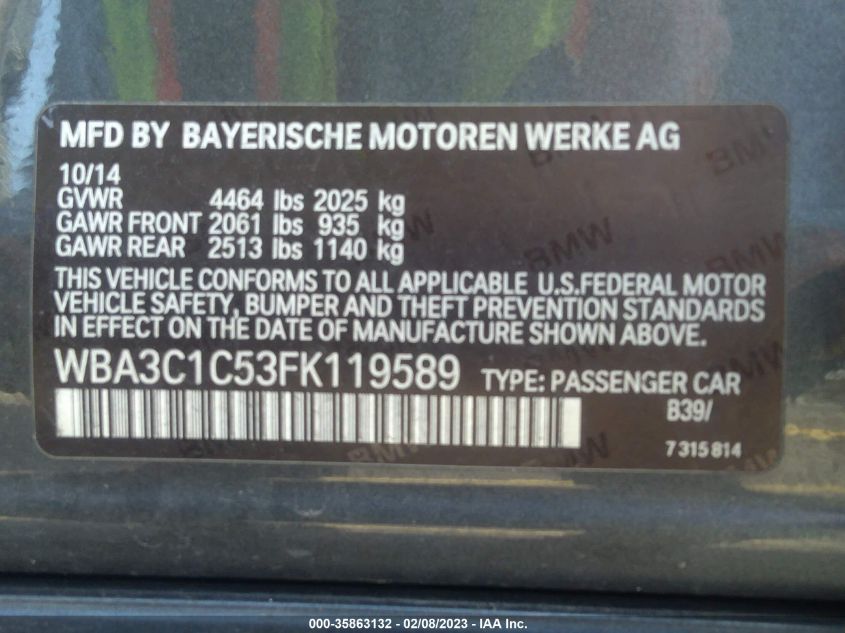 MFD BY BAYERISCHE MOTOREN WERKE AG
10/14
GVWR 4464 lbs 2025 kg
GAWR FRONT 2061 lbs 935 kg
GAWR REAR 2513 lbs 1140 kg
THIS VEHICLE CONFORMS TO ALL APPLICABLE U.S.FEDERAL MOTOR
VEHICLE SAFETY, BUMPER AND THEFT PREVENTION STANDARDS
IN EFFECT ON THE DATE OF MANUFACTURE SHOWN ABOVE.
WBA3C1C53FK119589 TYPE: PASSENGER CAR
B39/
7315814
000-35863132 - 02/08/2023 - IAA Inc.